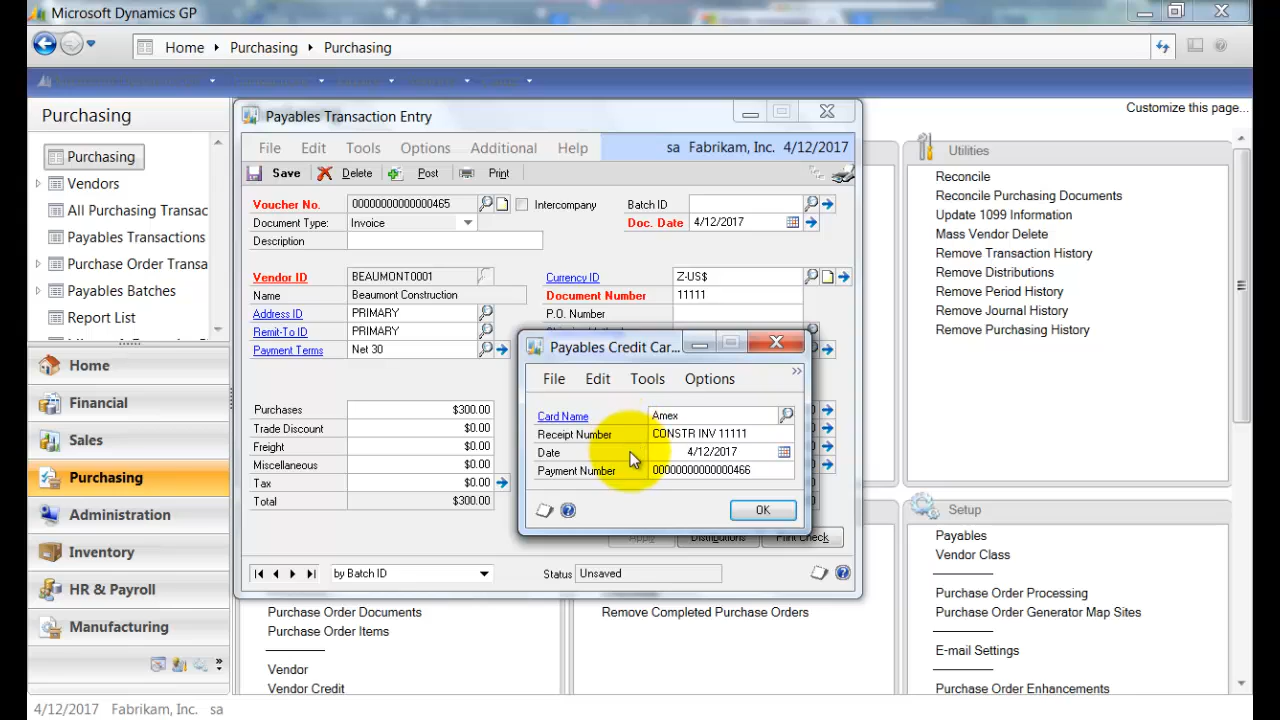 Microsoft Dynamics GP
Home
Purchasing
Purchasing
Purchasing
Customize this page...
Purchasing
Vendors
All Purchasing Transac
Payables Transactions
Purchase Order Transa
Payables Batches
Report List
Home
Financial
Sales
Purchasing
Administration
Inventory
HR & Payroll
Manufacturing
4/12/2017 Fabrikam, Inc. sa
Payables Transaction Entry
File Edit Tools Options Additional Help
sa Fabrikam, Inc. 4/12/2017
Save Delete Post Print
Voucher No. 00000000000000465 Intercompany Batch ID
Document Type: Invoice Doc. Date 4/12/2017
Description
Vendor ID BEAUMONT0001 Currency ID Z-US$
Name Beaumont Construction Document Number 11111
Address ID PRIMARY P.O. Number
Remit-To ID PRIMARY
Payment Terms Net 30
Purchases $300.00
Trade Discount $0.00
Freight $0.00
Miscellaneous $0.00
Tax $0.00
Total $300.00
Apply Distributions Print Check
by Batch ID Status Unsaved
Payables Credit Car...
File Edit Tools Options
Card Name Amex
Receipt Number CONSTR INV 11111
Date 4/12/2017
Payment Number 00000000000000466
OK
Utilities
Reconcile
Reconcile Purchasing Documents
Update 1099 Information
Mass Vendor Delete
Remove Transaction History
Remove Distributions
Remove Period History
Remove Journal History
Remove Purchasing History
Purchase Order Documents
Purchase Order Items
Vendor
Vendor Credit
Remove Completed Purchase Orders
Setup
Payables
Vendor Class
Purchase Order Processing
Purchase Order Generator Map Sites
E-mail Settings
Purchase Order Enhancements